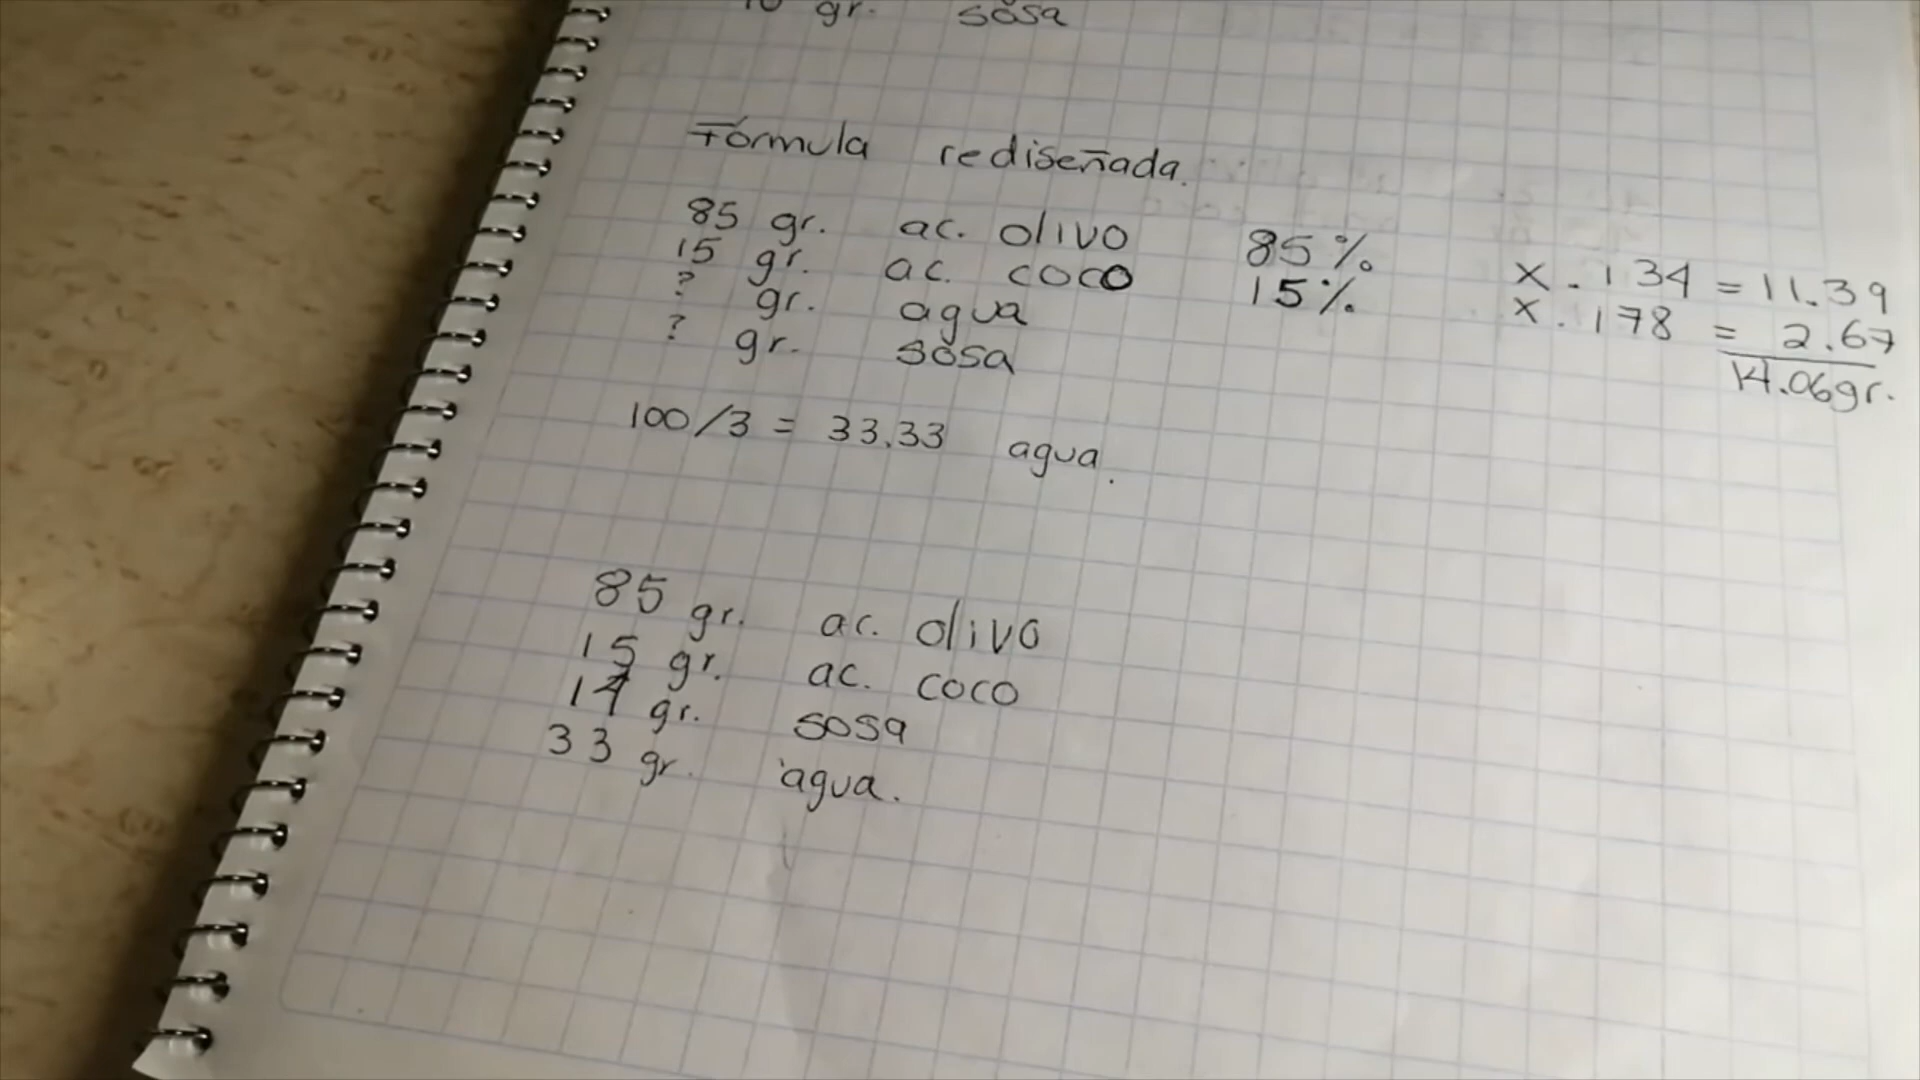 10 gr. sosa
Fórmula rediseñada.
85 gr. ac. olivo 85% x .134 = 11.39
15 gr. ac. coco 15% x .178 = 2.67
? gr. agua 14.06gr.
? gr. sosa
100/3 = 33.33 agua.
85 gr. ac. olivo
15 gr. ac. coco
14 gr. sosa
33 gr. agua.